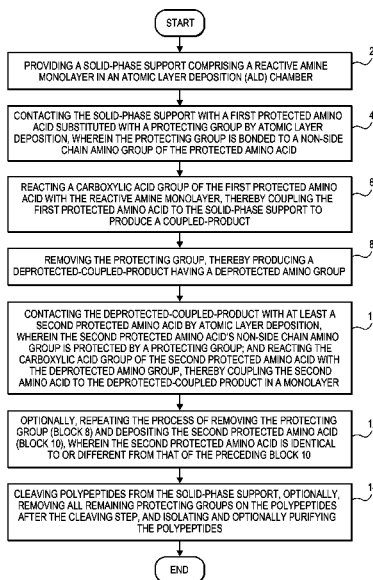 START
PROVIDING A SOLID-PHASE SUPPORT COMPRISING A REACTIVE AMINE
MONOLAYER IN AN ATOMIC LAYER DEPOSITION (ALD) CHAMBER
2
CONTACTING THE SOLID-PHASE SUPPORT WITH A FIRST PROTECTED AMINO
ACID SUBSTITUTED WITH A PROTECTING GROUP BY ATOMIC LAYER
DEPOSITION, WHEREIN THE PROTECTING GROUP IS BONDED TO A NON-SIDE
CHAIN AMINO GROUP OF THE PROTECTED AMINO ACID
4
REACTING A CARBOXYLIC ACID GROUP OF THE FIRST PROTECTED AMINO
ACID WITH THE REACTIVE AMINE MONOLAYER, THEREBY COUPLING THE
FIRST PROTECTED AMINO ACID TO THE SOLID-PHASE SUPPORT TO
PRODUCE A COUPLED-PRODUCT
6
REMOVING THE PROTECTING GROUP, THEREBY PRODUCING A
DEPROTECTED-COUPLED-PRODUCT HAVING A DEPROTECTED AMINO GROUP
8
CONTACTING THE DEPROTECTED-COUPLED-PRODUCT WITH AT LEAST A
SECOND PROTECTED AMINO ACID BY ATOMIC LAYER DEPOSITION,
WHEREIN THE SECOND PROTECTED AMINO ACID'S NON-SIDE CHAIN AMINO
GROUP IS PROTECTED BY A PROTECTING GROUP; AND REACTING THE
CARBOXYLIC ACID GROUP OF THE SECOND PROTECTED AMINO ACID WITH
THE DEPROTECTED AMINO GROUP, THEREBY COUPLING THE SECOND
AMINO ACID TO THE DEPROTECTED-COUPLED PRODUCT IN A MONOLAYER
1
OPTIONALLY, REPEATING THE PROCESS OF REMOVING THE PROTECTING
GROUP (BLOCK 8) AND DEPOSITING THE SECOND PROTECTED AMINO ACID
(BLOCK 10), WHEREIN THE SECOND PROTECTED AMINO ACID IS IDENTICAL
TO OR DIFFERENT FROM THAT OF THE PRECEDING BLOCK 10
1
CLEAVING POLYPEPTIDES FROM THE SOLID-PHASE SUPPORT, OPTIONALLY,
REMOVING ALL REMAINING PROTECTING GROUPS ON THE POLYPEPTIDES
AFTER THE CLEAVING STEP, AND ISOLATING AND OPTIONALLY PURIFYING
THE POLYPEPTIDES
1
END